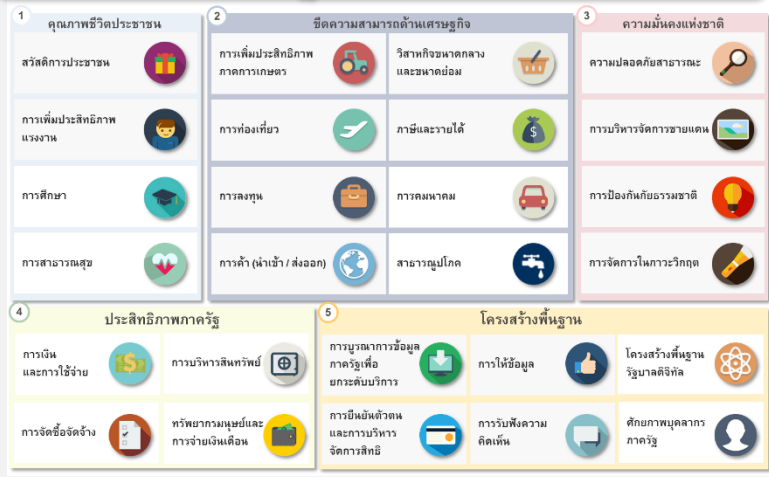 1
คุณภาพชีวิตประชาชน
สวัสดิการประชาชน
การเพิ่มประสิทธิภาพ
แรงงาน
การศึกษา
การสาธารณสุข
2
ขีดความสามารถด้านเศรษฐกิจ
การเพิ่มประสิทธิภาพ
ภาคการเกษตร
วิสาหกิจขนาดกลาง
และขนาดย่อม
การท่องเที่ยว
ภาษีและรายได้
การลงทุน
การคมนาคม
การค้า (นำเข้า / ส่งออก)
สาธารณูปโภค
3
ความมั่นคงแห่งชาติ
ความปลอดภัยสาธารณะ
การบริหารจัดการชายแดน
การป้องกันภัยธรรมชาติ
การจัดการในภาวะวิกฤต
4
ประสิทธิภาพภาครัฐ
การเงิน
และการใช้จ่าย
การบริหารสินทรัพย์
การจัดซื้อจัดจ้าง
ทรัพยากรมนุษย์และ
การจ่ายเงินเดือน
5
โครงสร้างพื้นฐาน
การบูรณาการข้อมูล
ภาครัฐเพื่อ
ยกระดับบริการ
การให้ข้อมูล
โครงสร้างพื้นฐาน
รัฐบาลดิจิทัล
การยืนยันตัวตน
และการบริหาร
จัดการสิทธิ
การรับฟังความ
คิดเห็น
ศักยภาพบุคลากร
ภาครัฐ